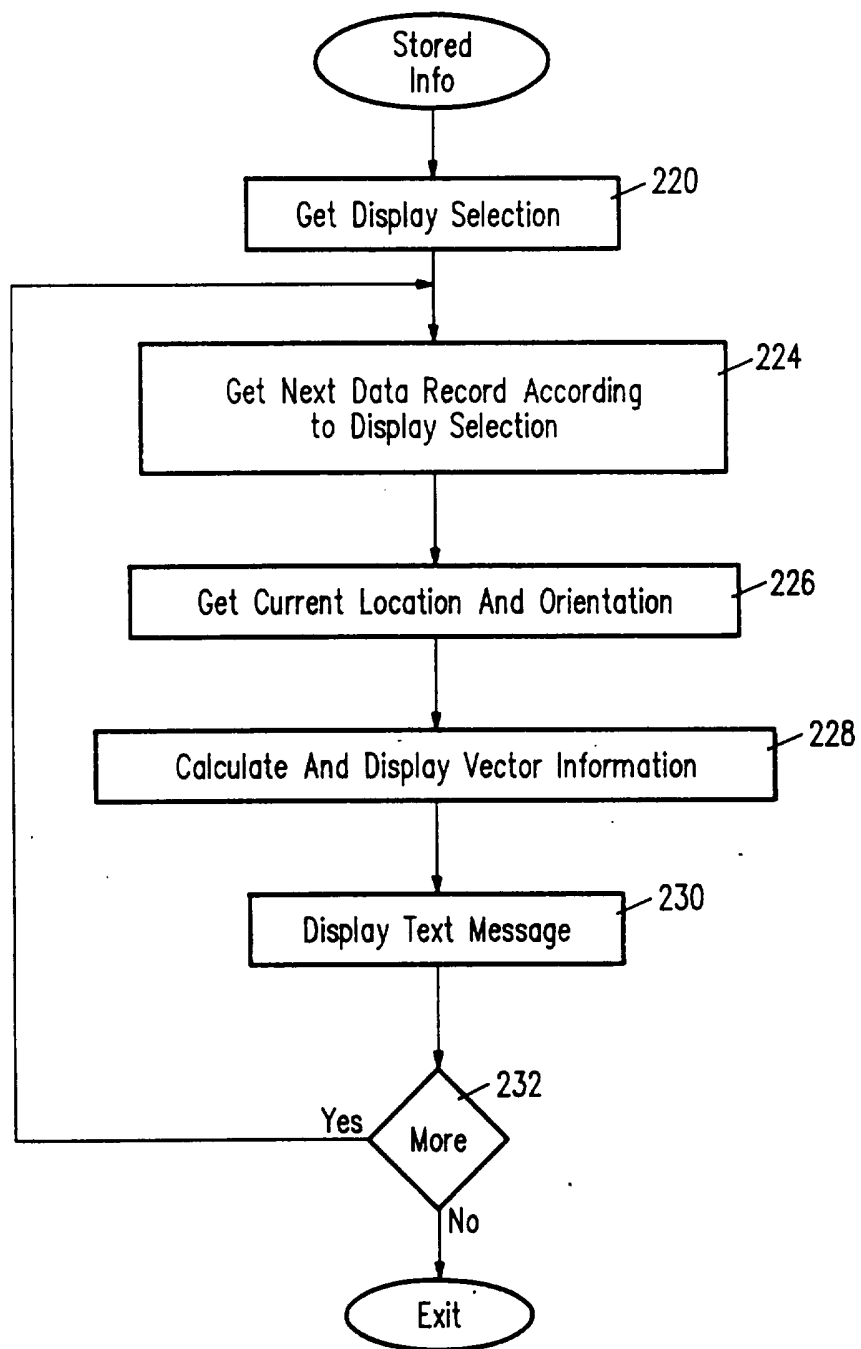 Stored
Info
220
Get Display Selection
224
Get Next Data Record According
to Display Selection
226
Get Current Location And Orientation
228
Calculate And Display Vector Information
230
Display Text Message
232
Yes
More
No
Exit